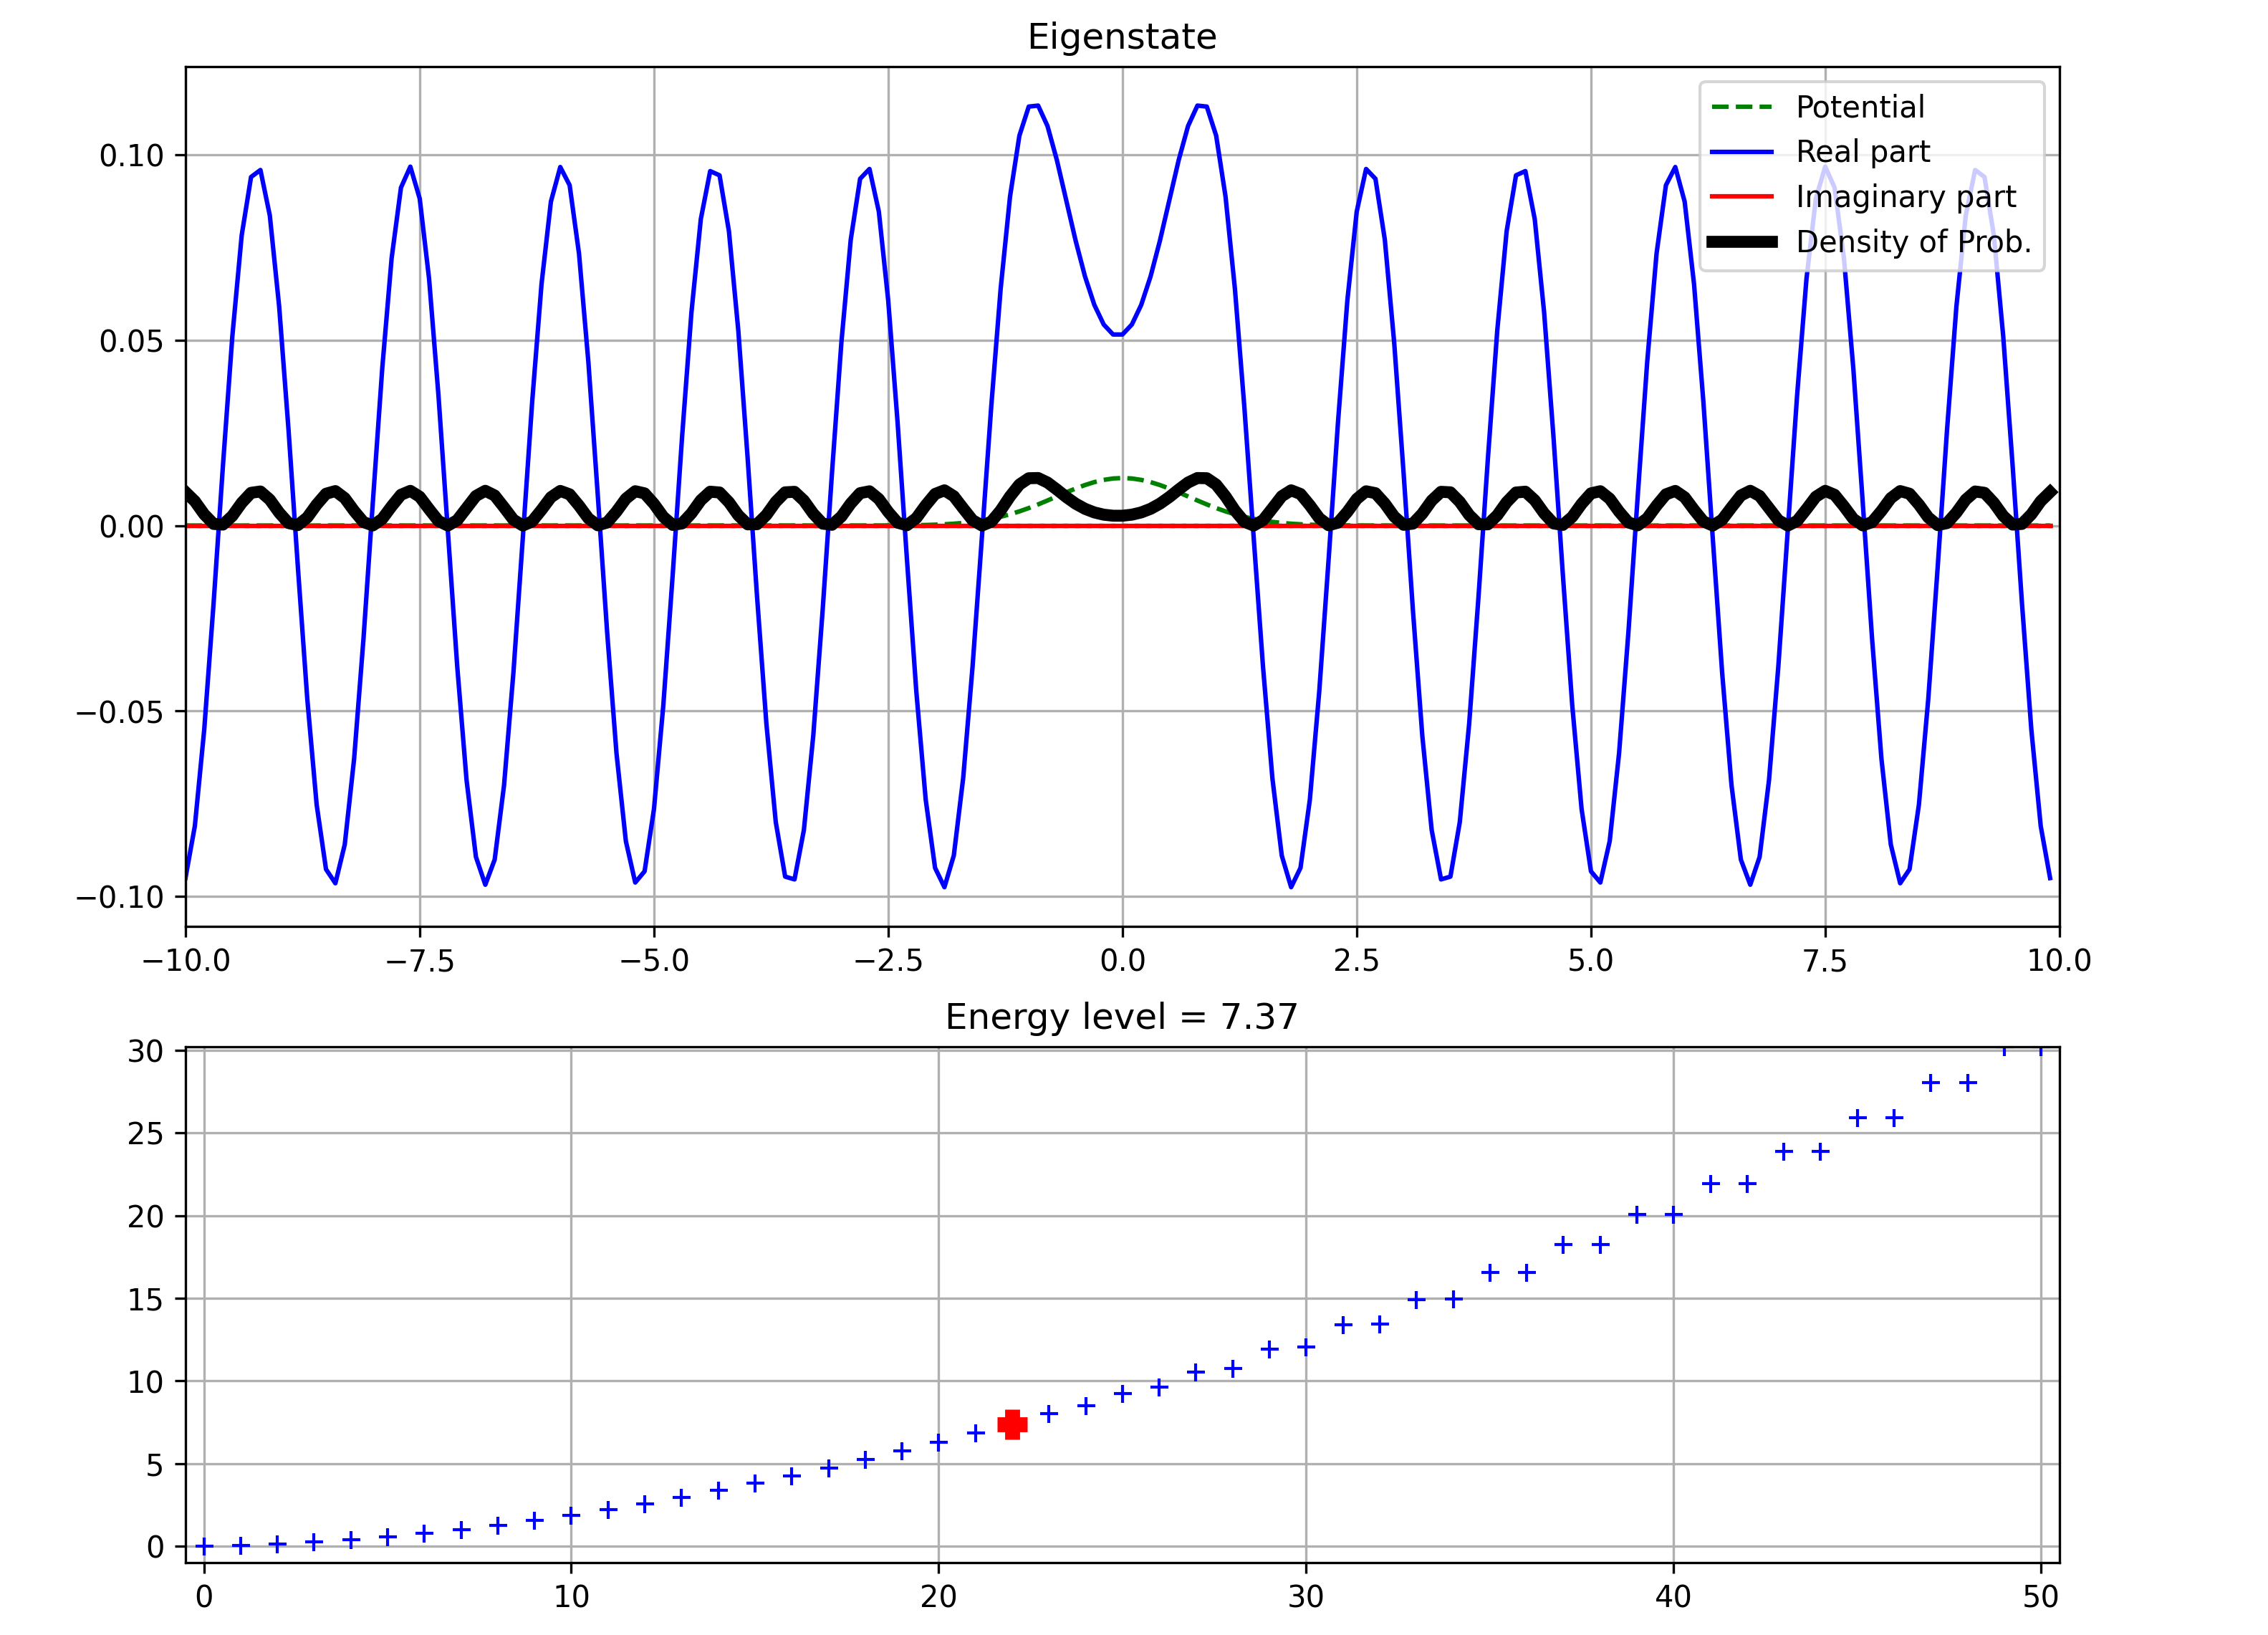 Eigenstate
Potential
Real part
Imaginary part
Density of Prob.
0.10
0.05
0.00
−0.05
−0.10
−10.0 −7.5 −5.0 −2.5 0.0 2.5 5.0 7.5 10.0
Energy level = 7.37
30
25
20
15
10
5
0
0 10 20 30 40 50